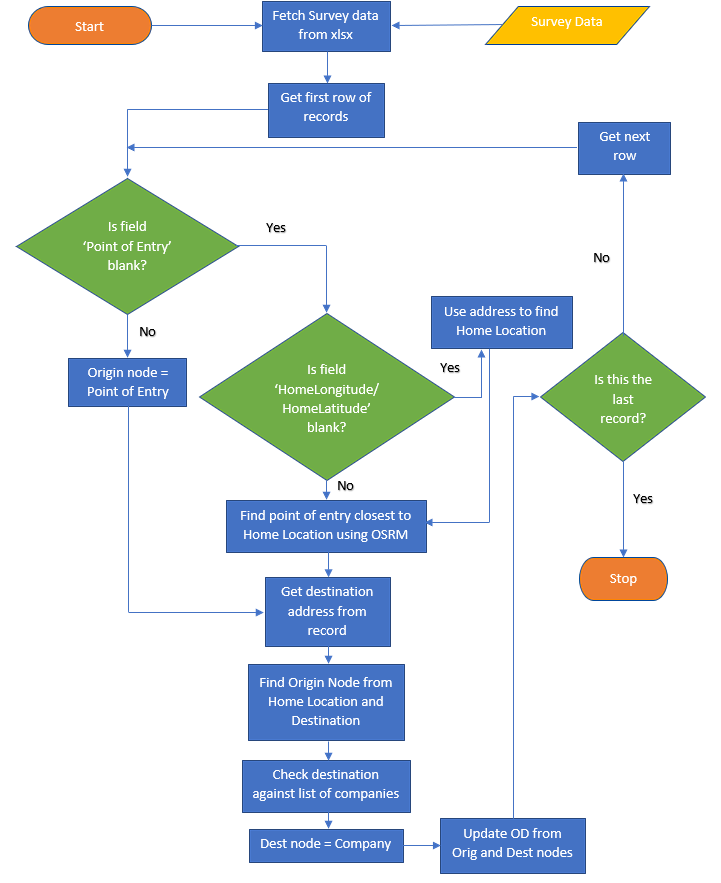 Start
Fetch Survey data
from xlsx
Survey Data
Get first row of
records
Get next
row
Is field
‘Point of Entry’
blank?
Yes
No
No
Use address to find
Home Location
Origin node =
Point of Entry
Is field
‘HomeLongitude/
HomeLatitude’
blank?
Yes
Is this the
last
record?
No
Yes
Find point of entry closest to
Home Location using OSRM
Stop
Get destination
address from
record
Find Origin Node from
Home Location and
Destination
Check destination
against list of companies
Dest node = Company
Update OD from
Orig and Dest nodes